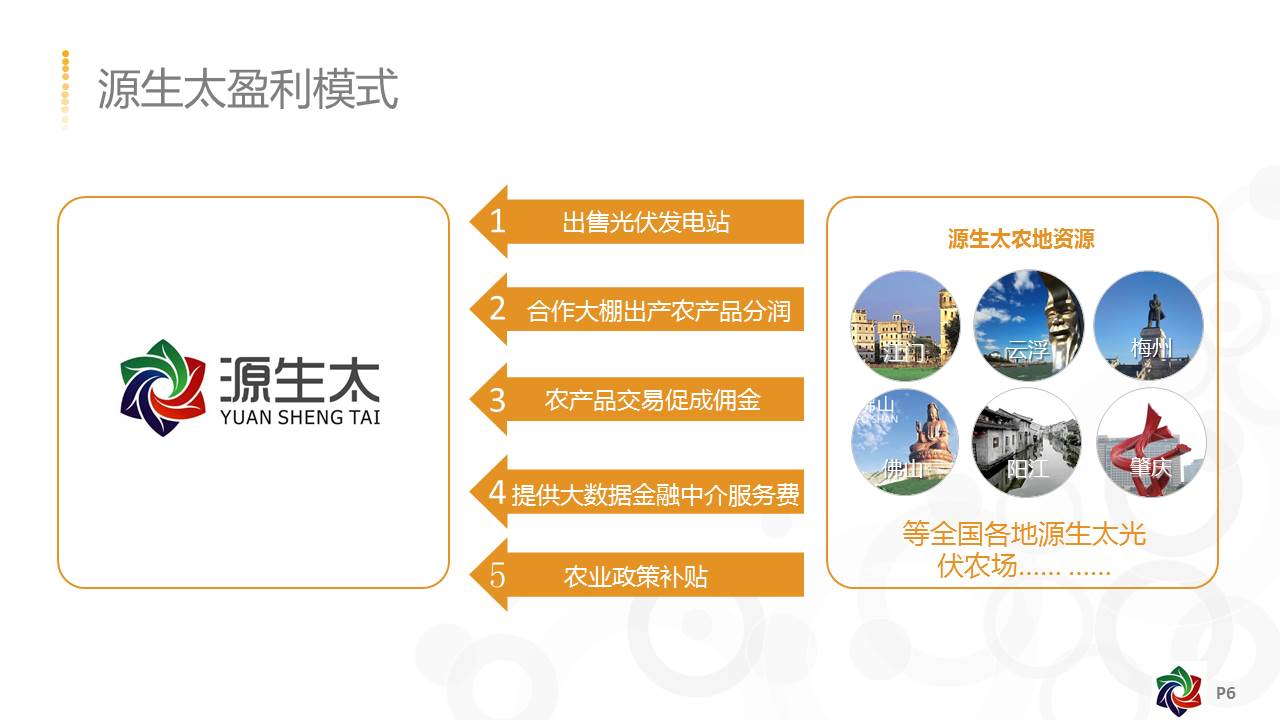 源生太盈利模式
源生太
YUAN SHENG TAI
1 出售光伏发电站
2 合作大棚出产农产品分润
3 农产品交易促成佣金
4 提供大数据金融中介服务费
5 农业政策补贴
源生太农地资源
江门
云浮
梅州
佛山
佛山
阳江
肇庆
等全国各地源生太光
伏农场...... ......
P6